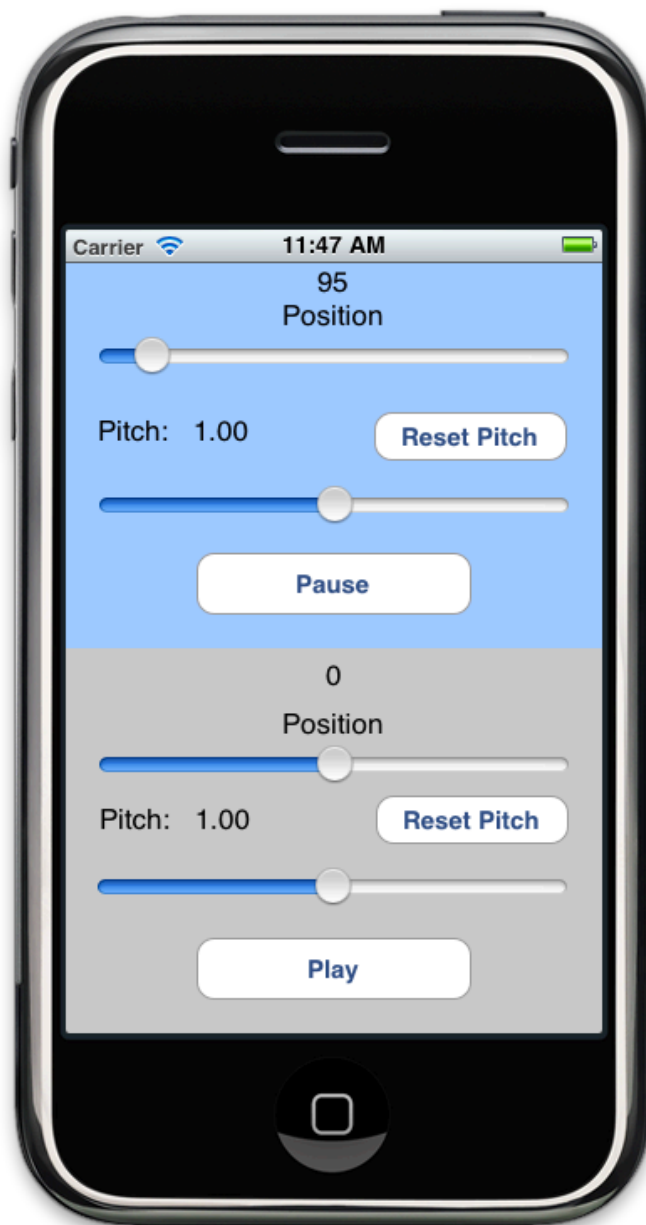 Carrier 11:47 AM
95
Position
Pitch: 1.00 Reset Pitch
Pause
0
Position
Pitch: 1.00 Reset Pitch
Play